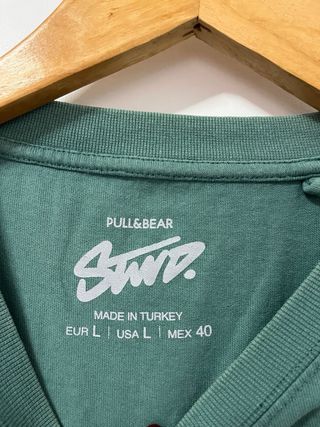 PULL&BEAR
STWD.
MADE IN TURKEY
EUR L | USA L | MEX 40